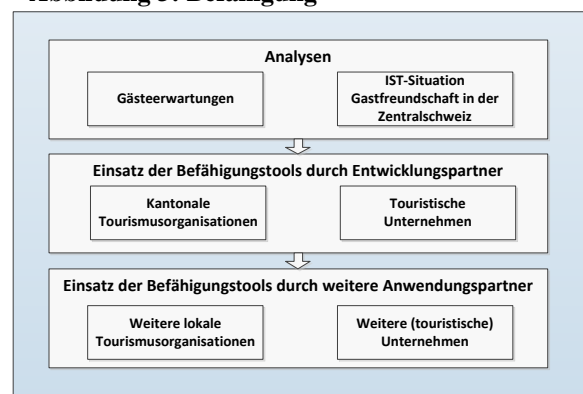 Analysen
Gästeerwartungen
IST-Situation
Gastfreundschaft in der
Zentralschweiz
Einsatz der Befähigungstools durch Entwicklungspartner
Kantonale
Tourismusorganisationen
Touristische
Unternehmen
Einsatz der Befähigungstools durch weitere Anwendungspartner
Weitere lokale
Tourismusorganisationen
Weitere (touristische)
Unternehmen